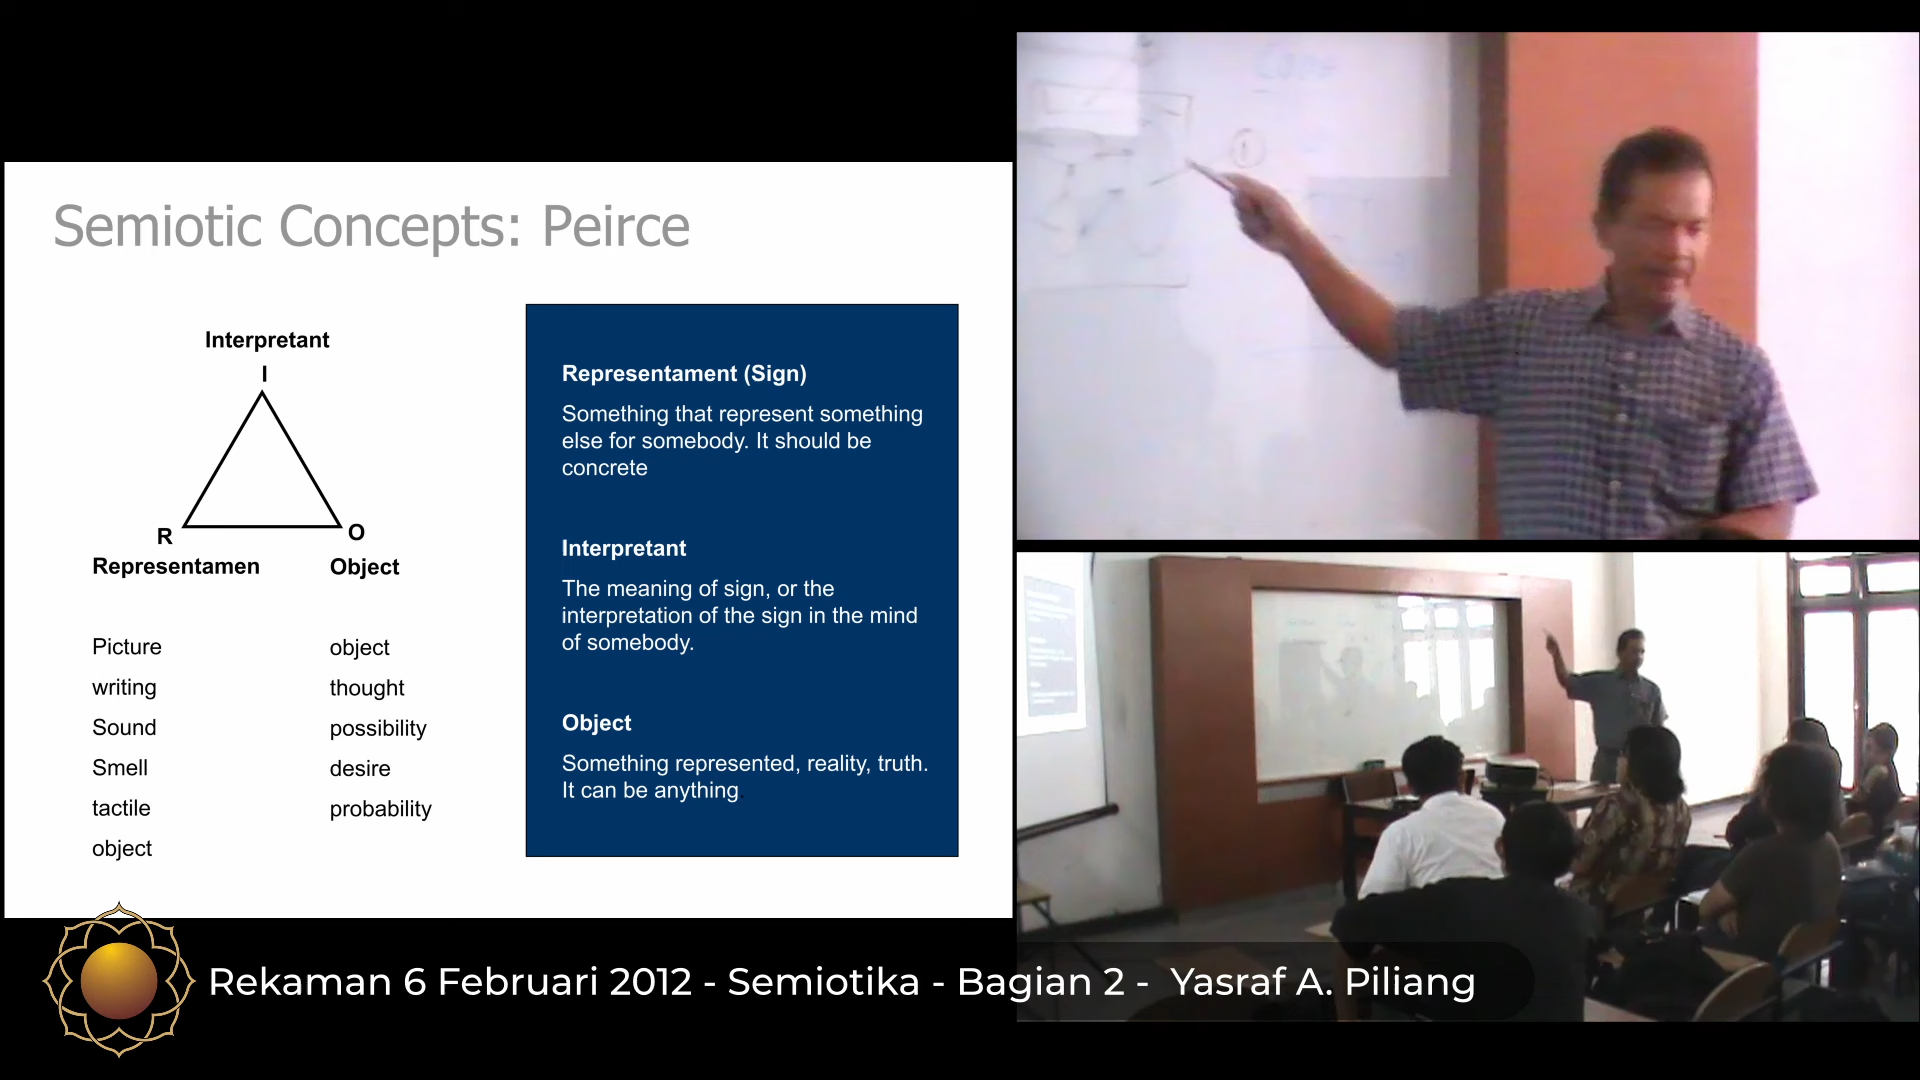 Semiotic Concepts: Peirce
Interpretant
I
R
O
Representamen
Object
Picture
object
writing
thought
Sound
possibility
Smell
desire
tactile
probability
object
Representament (Sign)
Something that represent something
else for somebody. It should be
concrete
Interpretant
The meaning of sign, or the
interpretation of the sign in the mind
of somebody.
Object
Something represented, reality, truth.
It can be anything
Rekaman 6 Februari 2012 - Semiotika - Bagian 2 - Yasraf A. Piliang